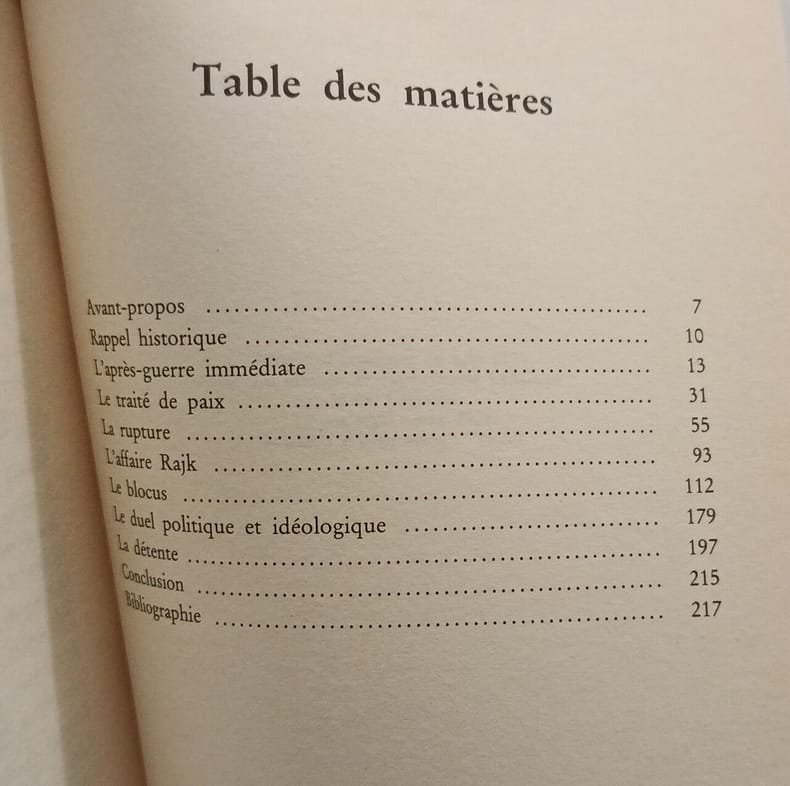 Table des matières
Avant-propos ........................................ 7
Rappel historique .................................... 10
L'après-guerre immédiate ............................. 13
Le traité de paix .................................... 31
La rupture ........................................... 55
L'affaire Rajk ....................................... 93
Le blocus ............................................ 112
Le duel politique et idéologique ..................... 179
La détente ........................................... 197
Conclusion ........................................... 215
Bibliographie ........................................ 217